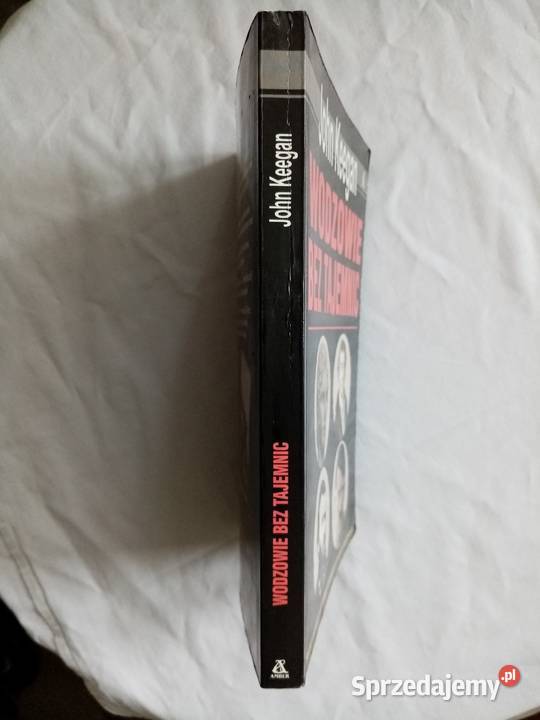 John Keegan
WODZOWIE BEZ TAJEMNIC
AMBER
John Keegan
WODZOWIE
BEZ TAJEMNIC
Sprzedajemy.pl